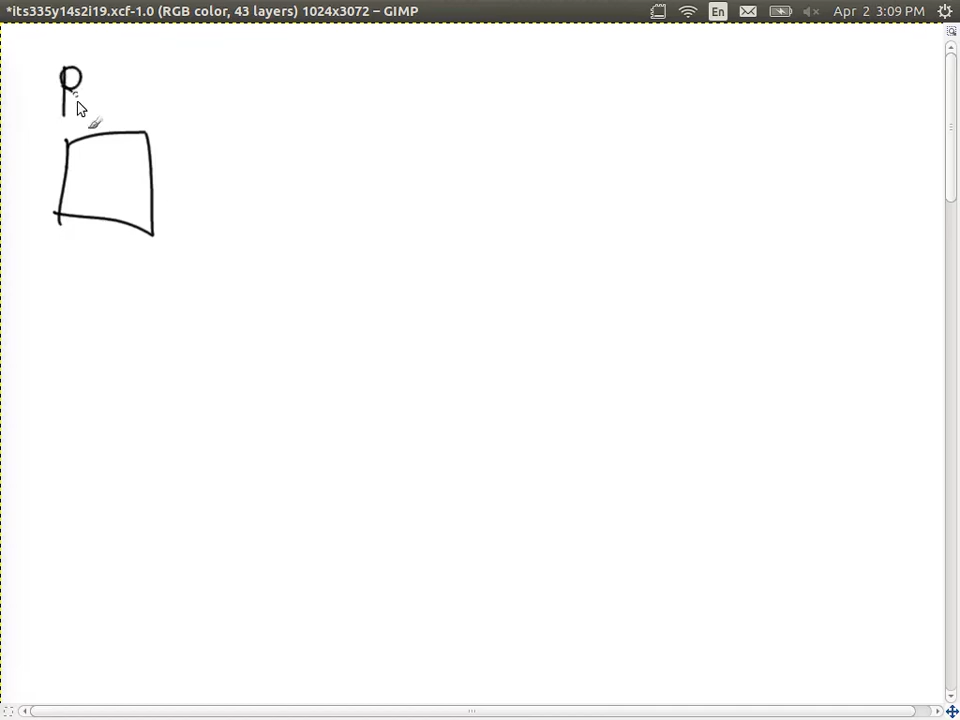 *its335y14s2i19.xcf-1.0 (RGB color, 43 layers) 1024x3072 – GIMP
En
Apr 2 3:09 PM
P